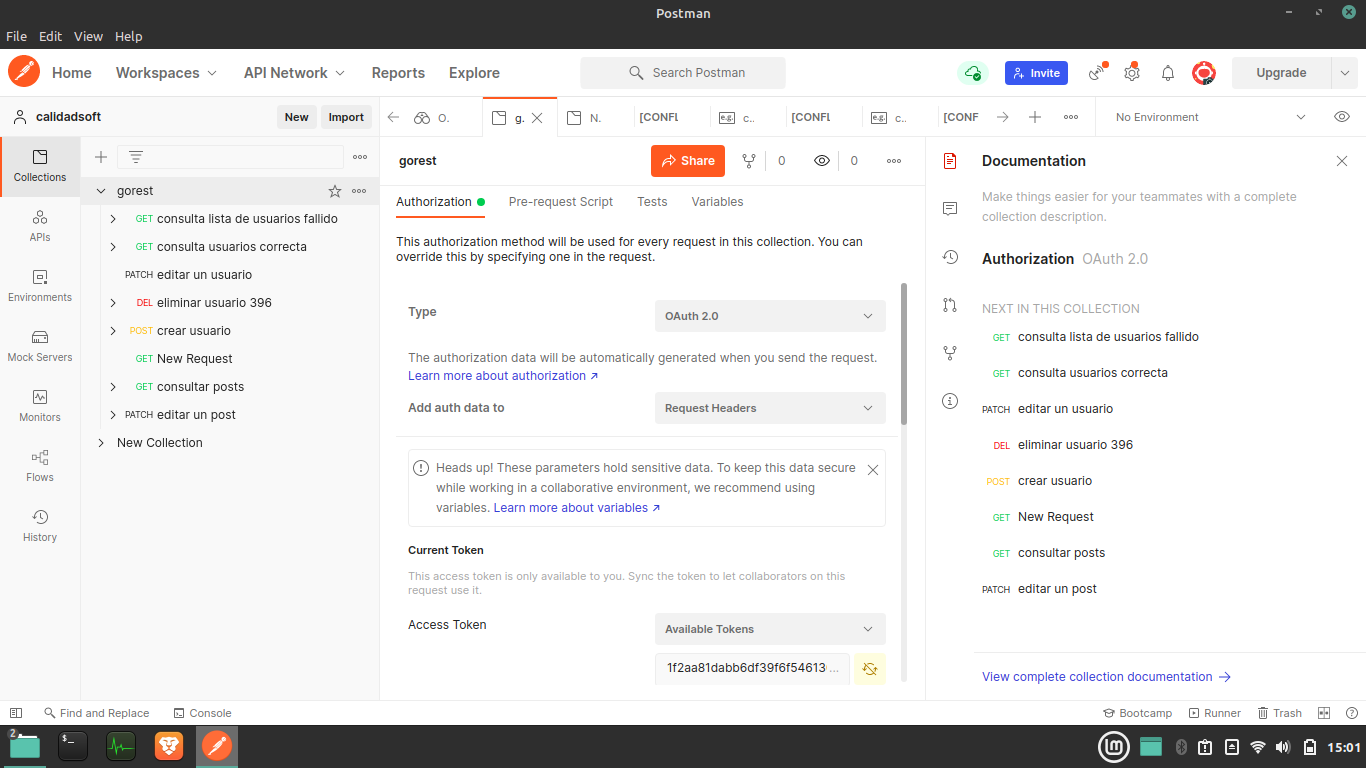 Postman
File Edit View Help
Home Workspaces API Network Reports Explore Search Postman Invite Upgrade
calidadsoft New Import
O. g. N. [CONFL e.g. c.. [CONFL e.g. c.. [CONF No Environment
Collections
APIs
Environments
Mock Servers
Monitors
Flows
History
gorest
GET consulta lista de usuarios fallido
GET consulta usuarios correcta
PATCH editar un usuario
DEL eliminar usuario 396
POST crear usuario
GET New Request
GET consultar posts
PATCH editar un post
New Collection
gorest Share 0 0
Authorization Pre-request Script Tests Variables
This authorization method will be used for every request in this collection. You can
override this by specifying one in the request.
Type OAuth 2.0
The authorization data will be automatically generated when you send the request.
Learn more about authorization ↗
Add auth data to Request Headers
Heads up! These parameters hold sensitive data. To keep this data secure
while working in a collaborative environment, we recommend using
variables. Learn more about variables ↗
Current Token
This access token is only available to you. Sync the token to let collaborators on this
request use it.
Access Token Available Tokens
1f2aa81dabb6df39f6f54613 ...
Documentation
Make things easier for your teammates with a complete
collection description.
Authorization OAuth 2.0
NEXT IN THIS COLLECTION
GET consulta lista de usuarios fallido
GET consulta usuarios correcta
PATCH editar un usuario
DEL eliminar usuario 396
POST crear usuario
GET New Request
GET consultar posts
PATCH editar un post
View complete collection documentation →
Find and Replace Console Bootcamp Runner Trash
2 $_ 15:01